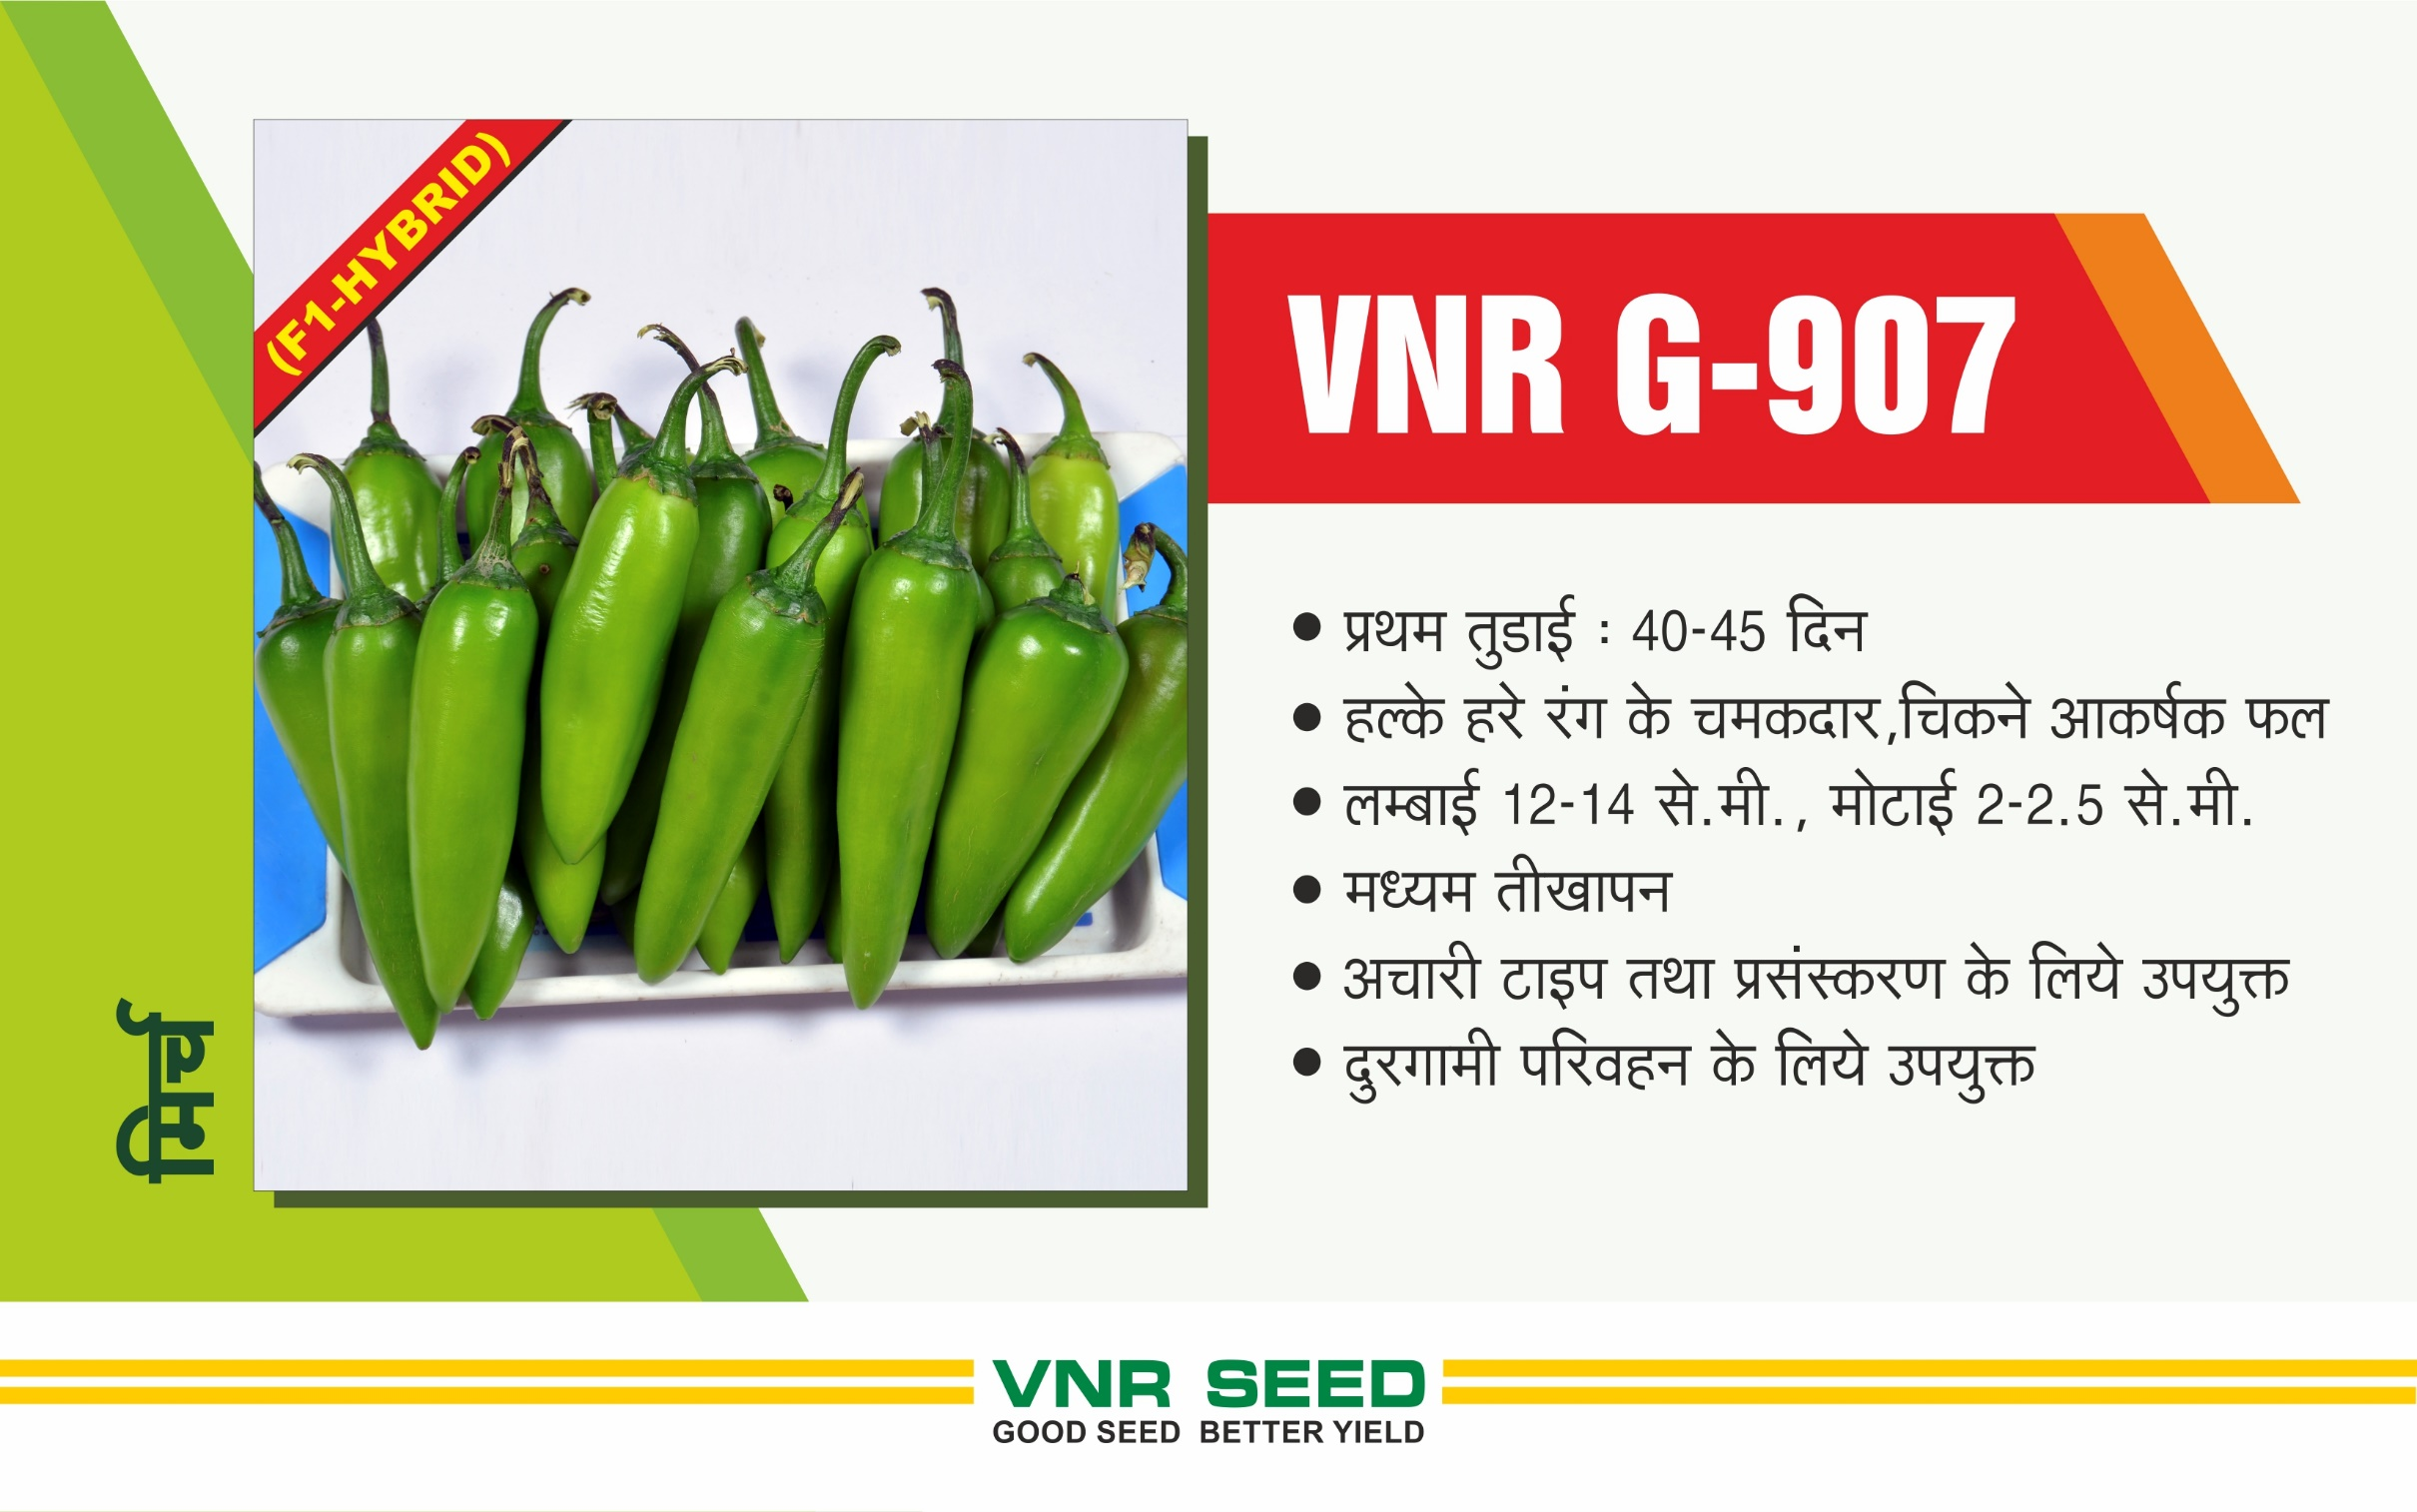 (F1-HYBRID)
VNR G-907
• प्रथम तुडाई : 40-45 दिन
• हल्के हरे रंग के चमकदार,चिकने आकर्षक फल
• लम्बाई 12-14 से.मी., मोटाई 2-2.5 से.मी.
• मध्यम तीखापन
• अचारी टाइप तथा प्रसंस्करण के लिये उपयुक्त
• दुरगामी परिवहन के लिये उपयुक्त
मिर्च
VNR SEED
GOOD SEED BETTER YIELD